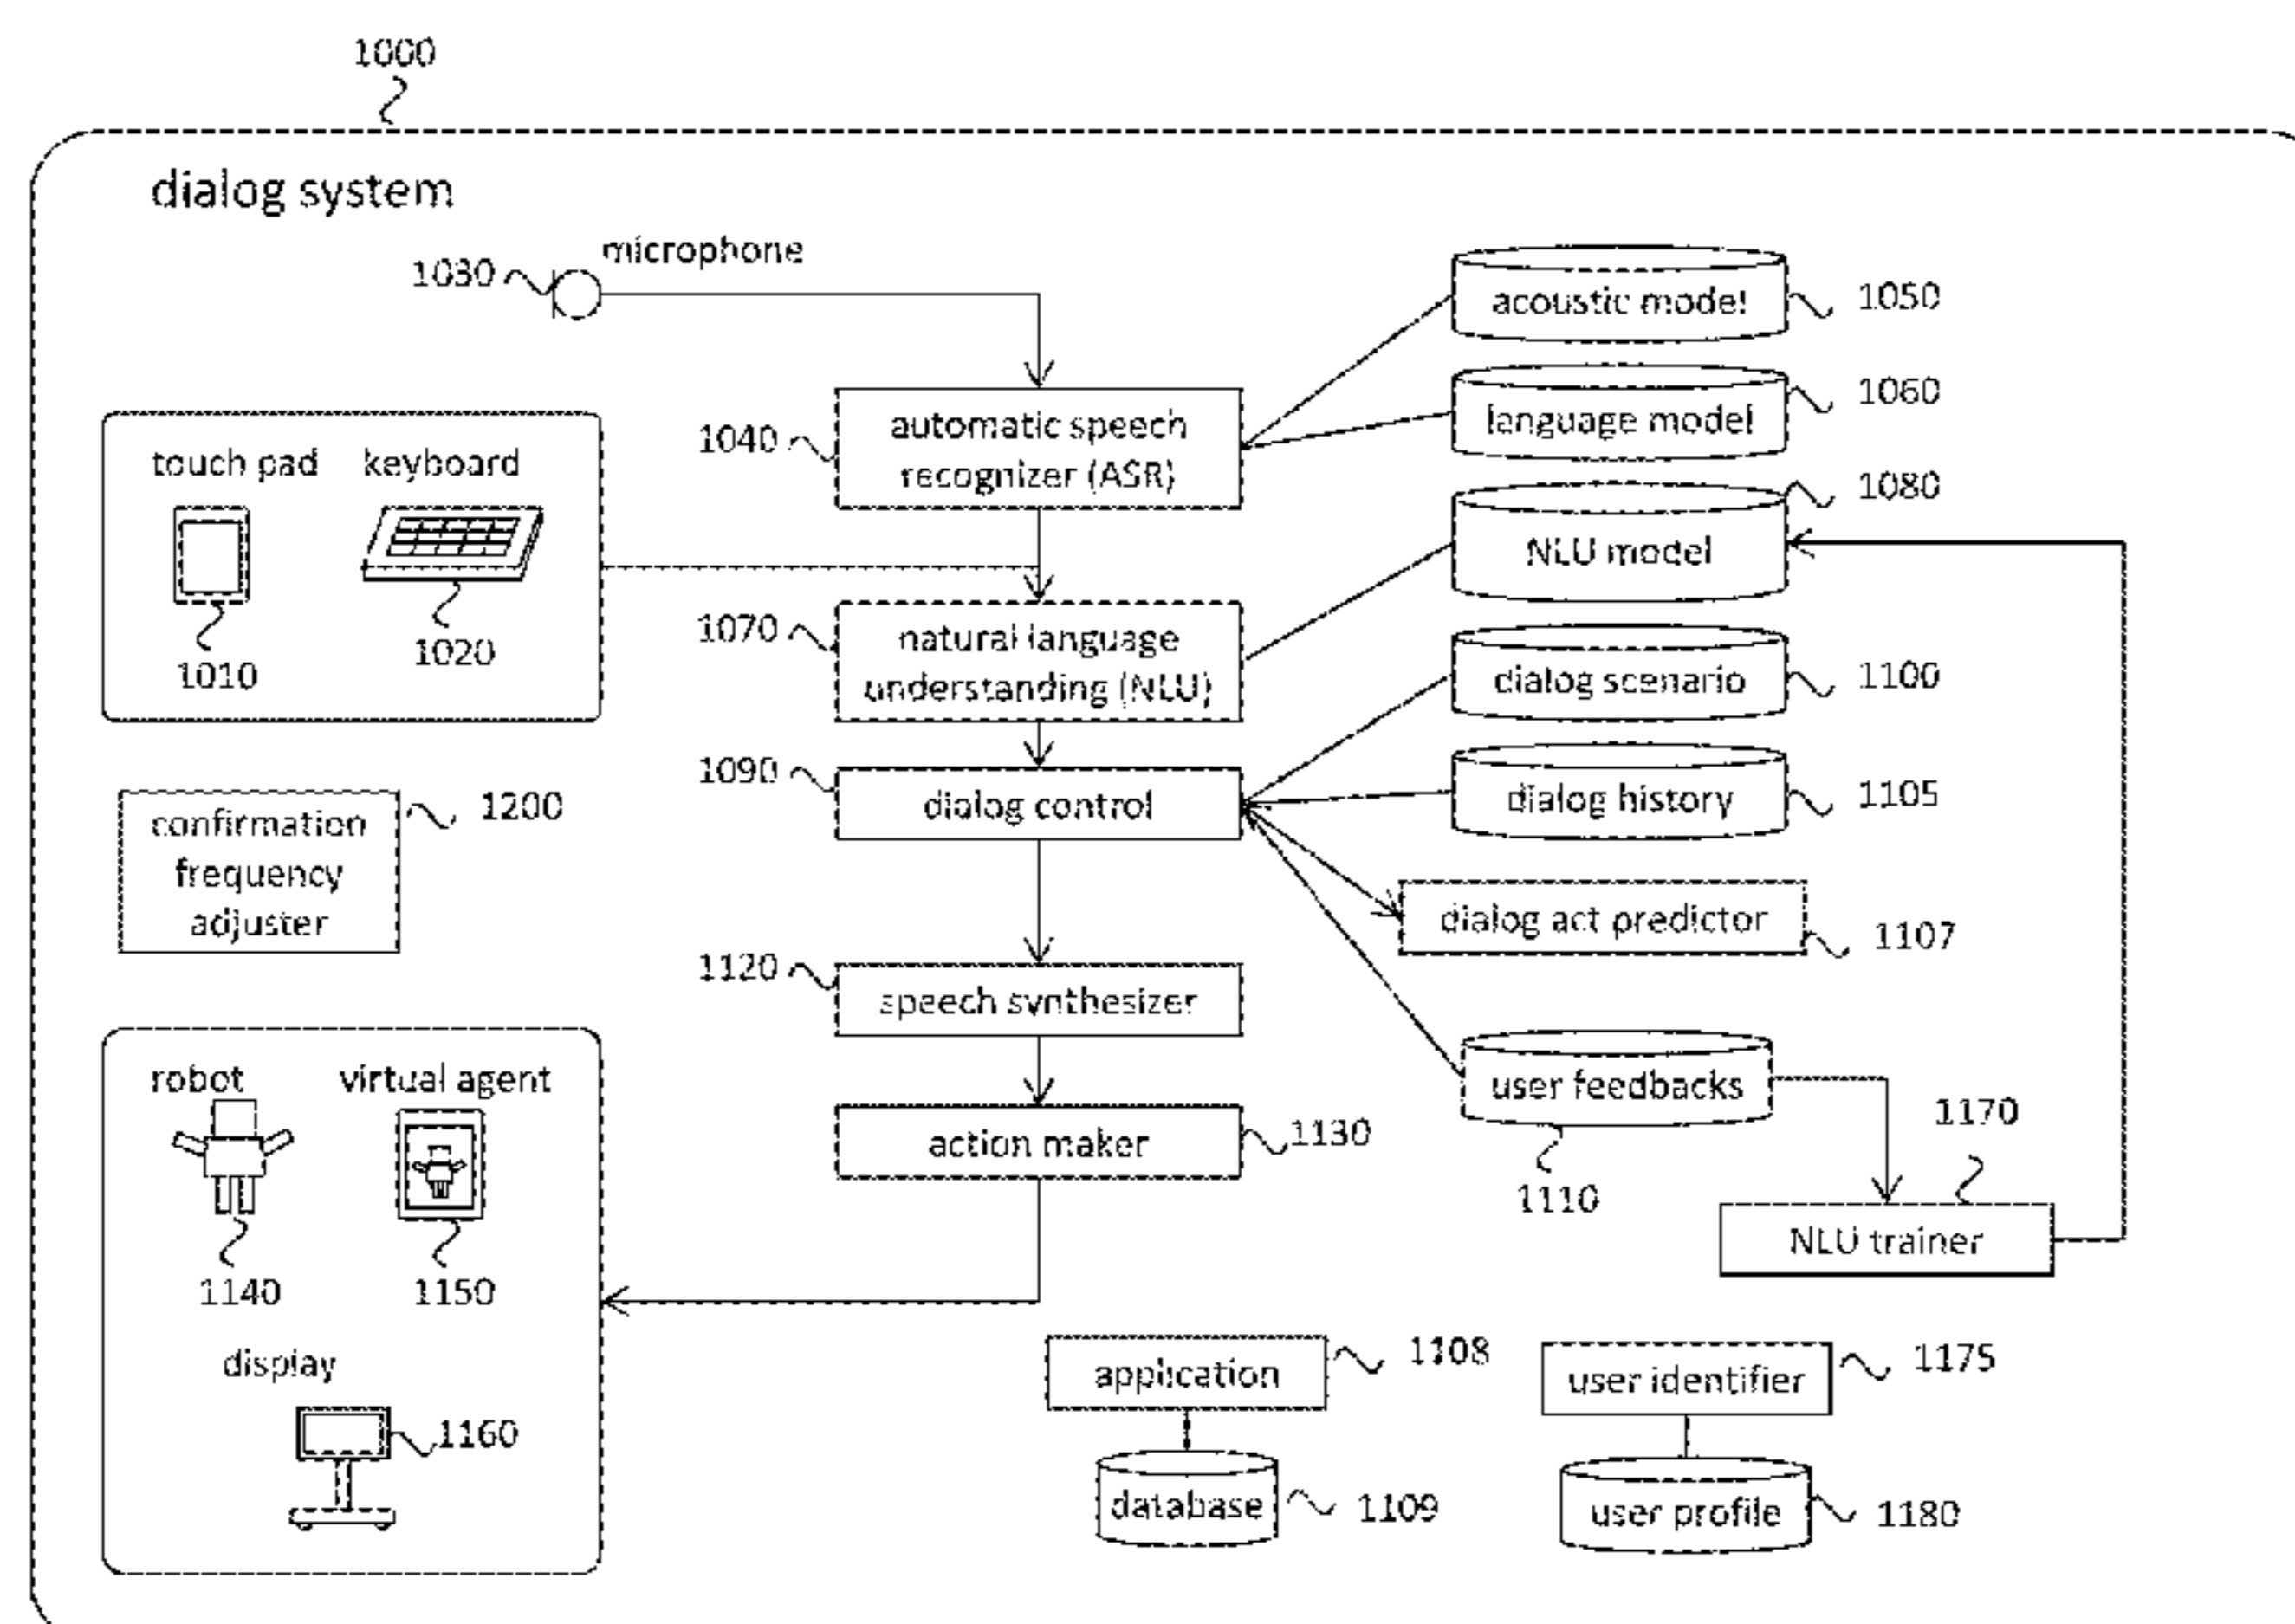 1000
dialog system
microphone
1030
acoustic model
1050
language model
1060
automatic speech
recognizer (ASR)
1040
touch pad
keyboard
1010
1020
NLU model
1080
1070
natural language
understanding (NLU)
dialog scenario
1100
1090
dialog control
dialog history
1105
confirmation
frequency
adjuster
1200
dialog act predictor
1107
1120
speech synthesizer
robot
virtual agent
user feedbacks
1110
1170
action maker
1130
NLU trainer
1140
1150
display
1160
application
1108
user identifier
1175
database
1109
user profile
1180